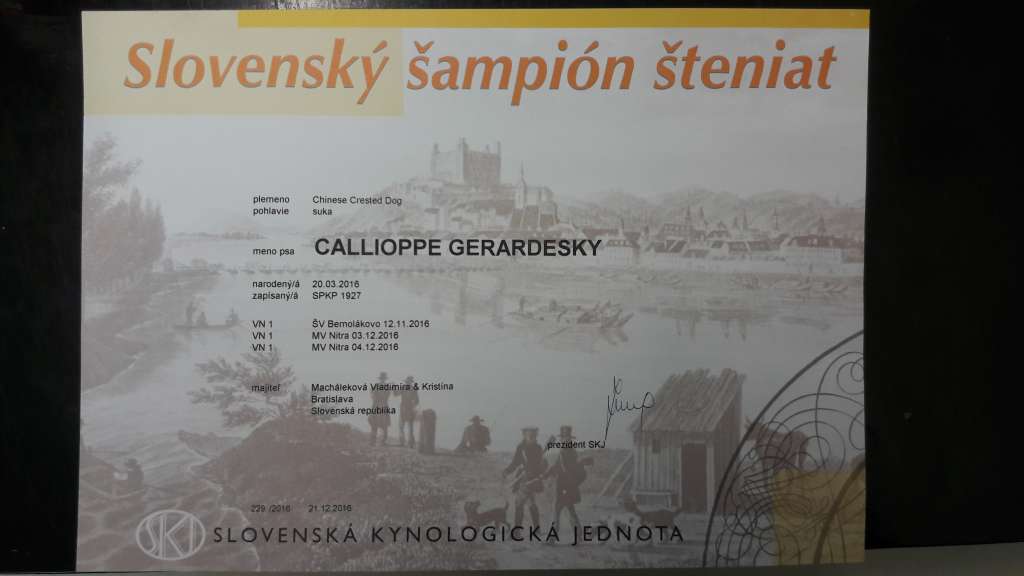 Slovenský šampión šteniat
plemeno Chinese Crested Dog
pohlavie suka
meno psa CALLIOPPE GERARDESKY
narodený/á 20.03.2016
zapísaný/á SPKP 1927
VN 1 ŠV Bernolákovo 12.11.2016
VN 1 MV Nitra 03.12.2016
VN 1 MV Nitra 04.12.2016
majiteľ Macháleková Vladimíra & Kristína
Bratislava
Slovenská republika
prezident SKJ
229 /2016 21.12.2016
SKJ SLOVENSKÁ KYNOLOGICKÁ JEDNOTA